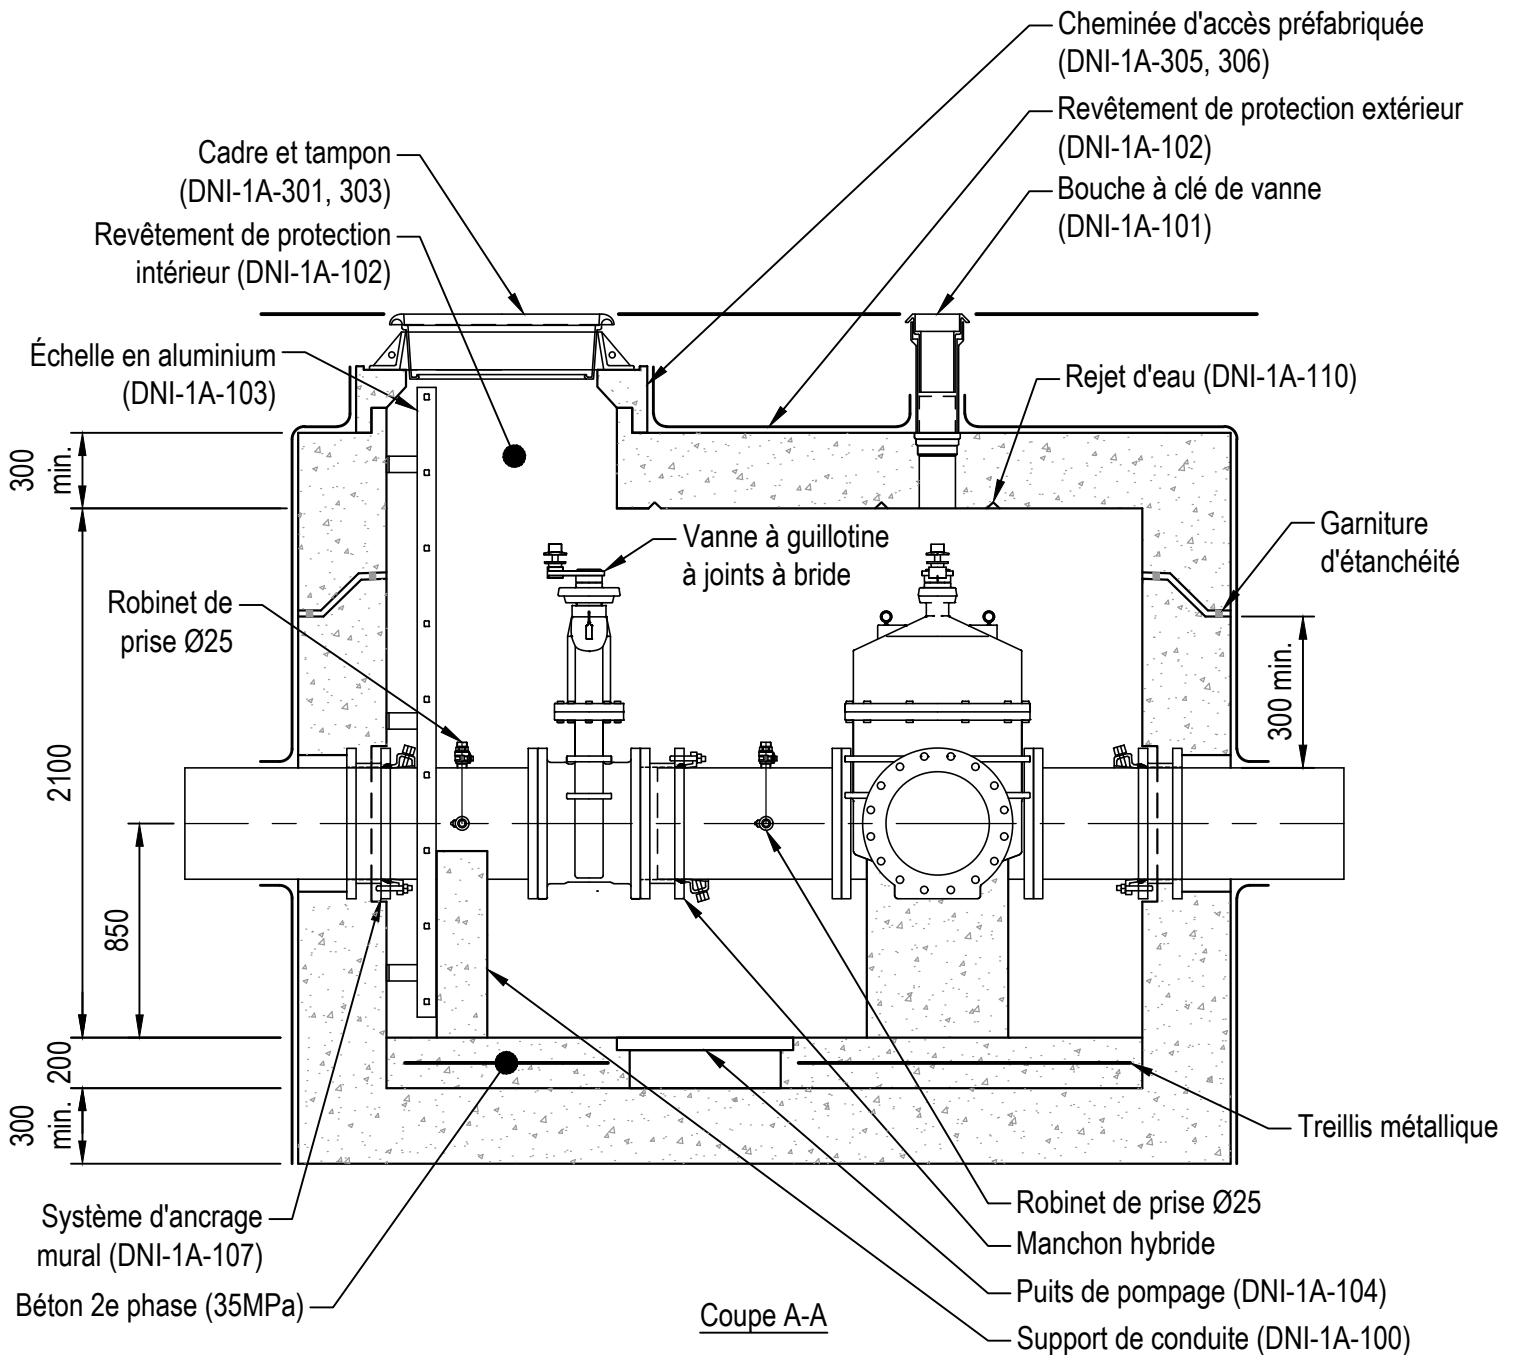 Cheminée d'accès préfabriquée
(DNI-1A-305, 306)
Revêtement de protection extérieur
(DNI-1A-102)
Cadre et tampon
(DNI-1A-301, 303)
Bouche à clé de vanne
(DNI-1A-101)
Revêtement de protection
intérieur (DNI-1A-102)
Échelle en aluminium
(DNI-1A-103)
Rejet d'eau (DNI-1A-110)
300
min.
Vanne à guillotine
à joints à bride
Garniture
d'étanchéité
Robinet de
prise Ø25
300 min.
2100
850
200
300
min.
Treillis métallique
Système d'ancrage
mural (DNI-1A-107)
Béton 2e phase (35MPa)
Robinet de prise Ø25
Manchon hybride
Puits de pompage (DNI-1A-104)
Support de conduite (DNI-1A-100)
Coupe A-A